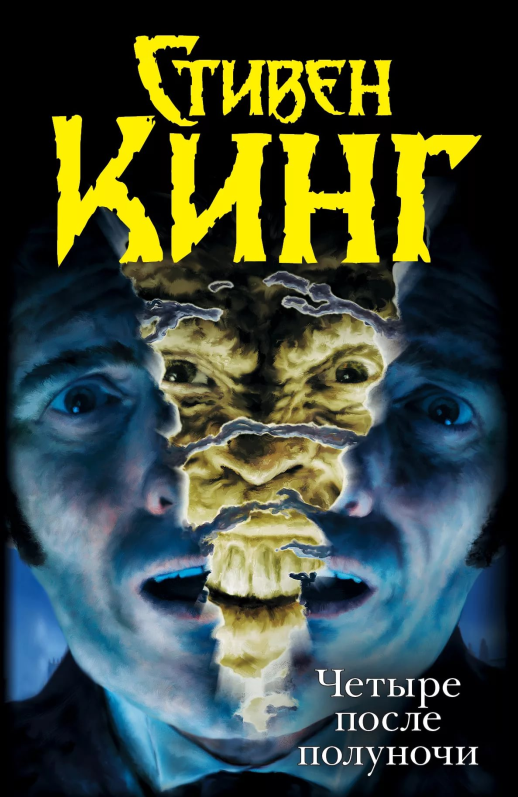 Стивен
Кинг
Четыре
после
полуночи